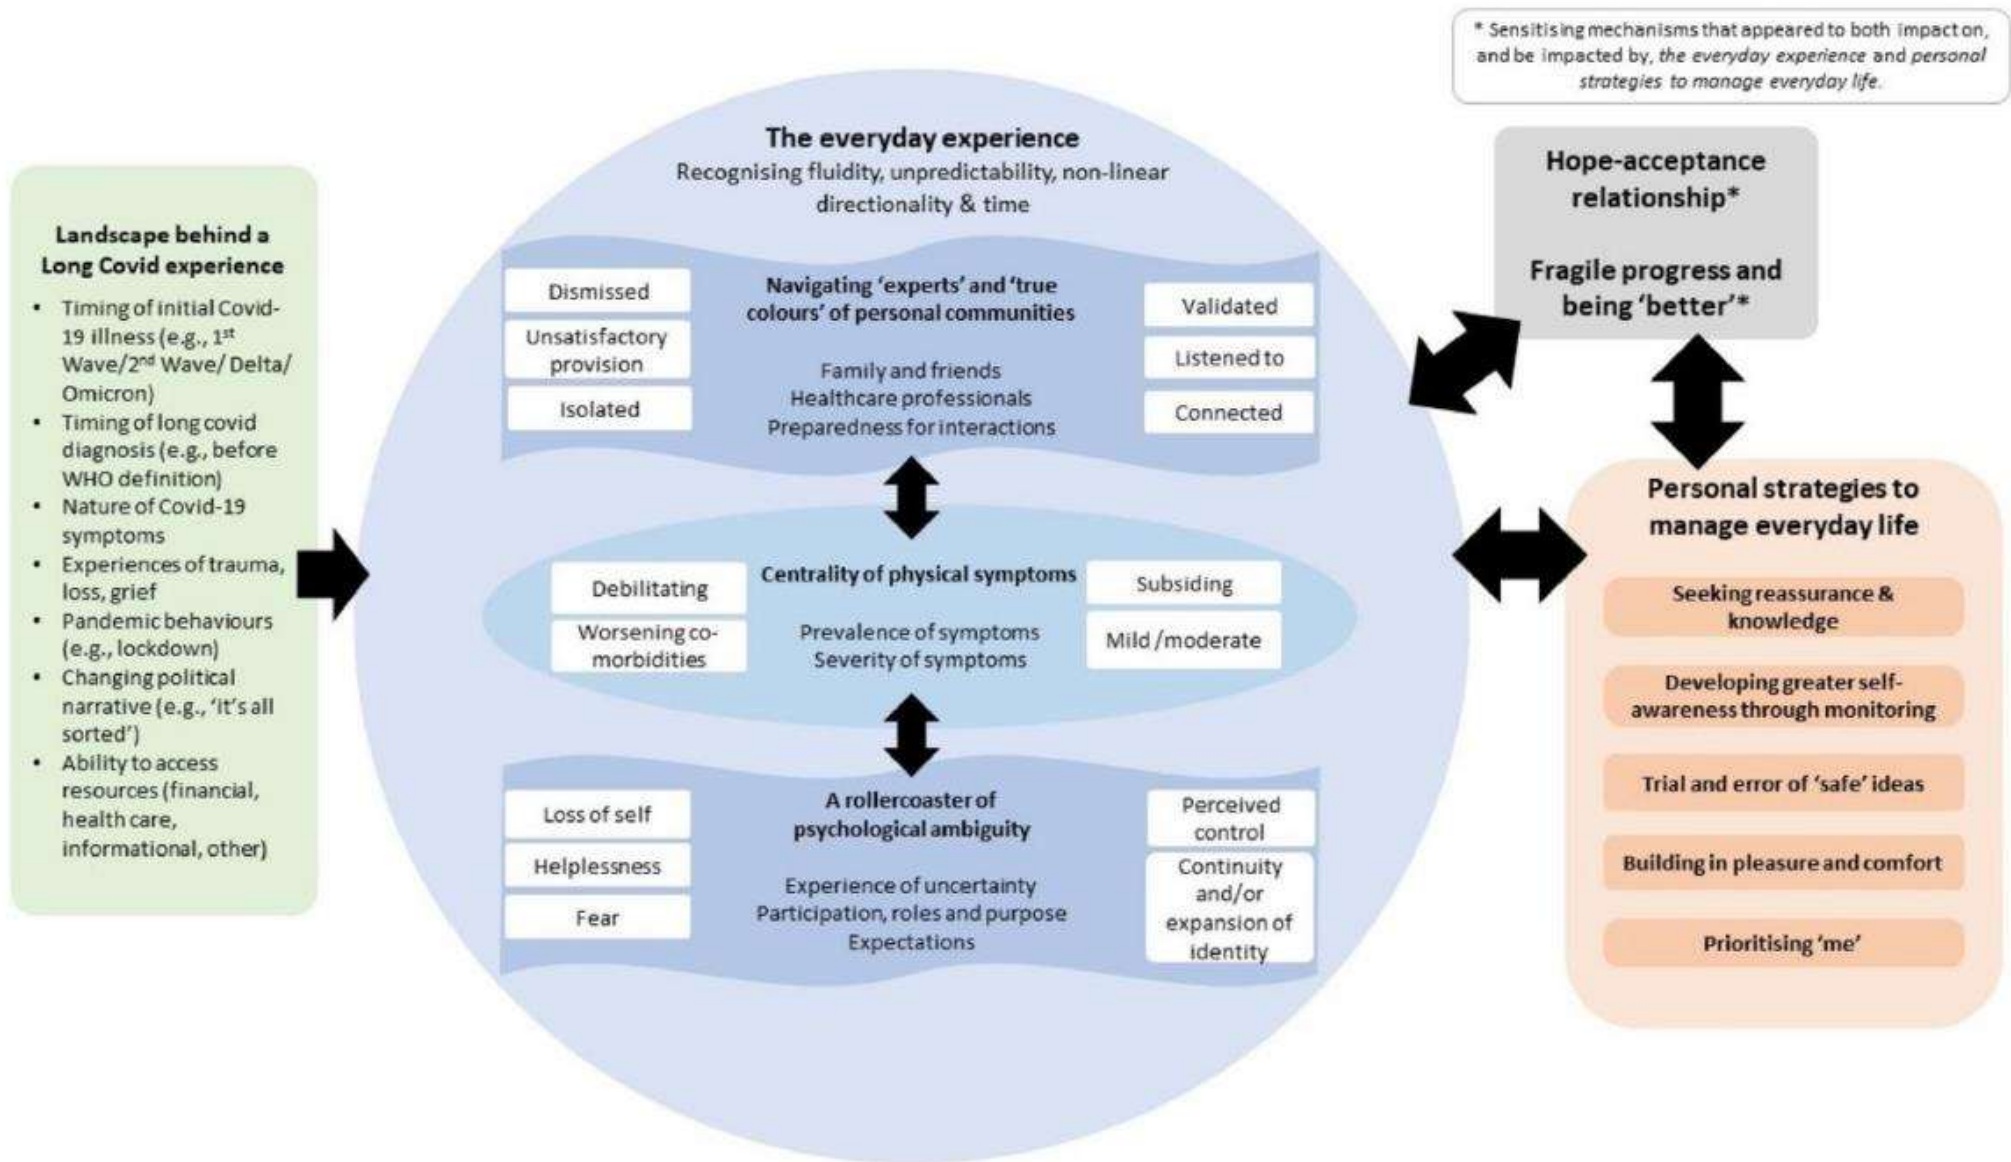 * Sensitising mechanisms that appeared to both impact on,
and be impacted by, the everyday experience and personal
strategies to manage everyday life.
Landscape behind a
Long Covid experience
• Timing of initial Covid-
19 illness (e.g., 1st
Wave/2nd Wave/ Delta/
Omicron)
• Timing of long covid
diagnosis (e.g., before
WHO definition)
• Nature of Covid-19
symptoms
• Experiences of trauma,
loss, grief
• Pandemic behaviours
(e.g., lockdown)
• Changing political
narrative (e.g., ‘it’s all
sorted’)
• Ability to access
resources (financial,
health care,
informational, other)
The everyday experience
Recognising fluidity, unpredictability, non-linear
directionality & time
Dismissed
Unsatisfactory
provision
Isolated
Navigating ‘experts’ and ‘true
colours’ of personal communities
Family and friends
Healthcare professionals
Preparedness for interactions
Validated
Listened to
Connected
Debilitating
Worsening co-
morbidities
Centrality of physical symptoms
Prevalence of symptoms
Severity of symptoms
Subsiding
Mild /moderate
Loss of self
Helplessness
Fear
A rollercoaster of
psychological ambiguity
Experience of uncertainty
Participation, roles and purpose
Expectations
Perceived
control
Continuity
and/or
expansion of
identity
Hope-acceptance
relationship*
Fragile progress and
being ‘better’*
Personal strategies to
manage everyday life
Seeking reassurance &
knowledge
Developing greater self-
awareness through monitoring
Trial and error of ‘safe’ ideas
Building in pleasure and comfort
Prioritising ‘me’